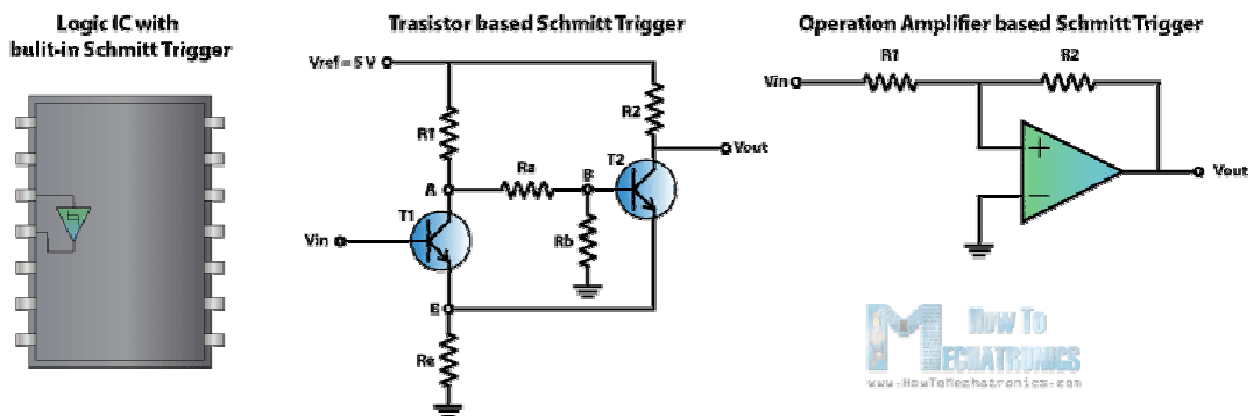 Logic IC with
bulit-in Schmitt Trigger
Trasistor based Schmitt Trigger
Vref = 5 V
R1
R2
Vout
Ra
B
T2
A
T1
Vin
Rb
E
Re
Operation Amplifier based Schmitt Trigger
R1
R2
Vin
+
−
Vout
How To
MECHATRONICS
www.HowToMechatronics.com